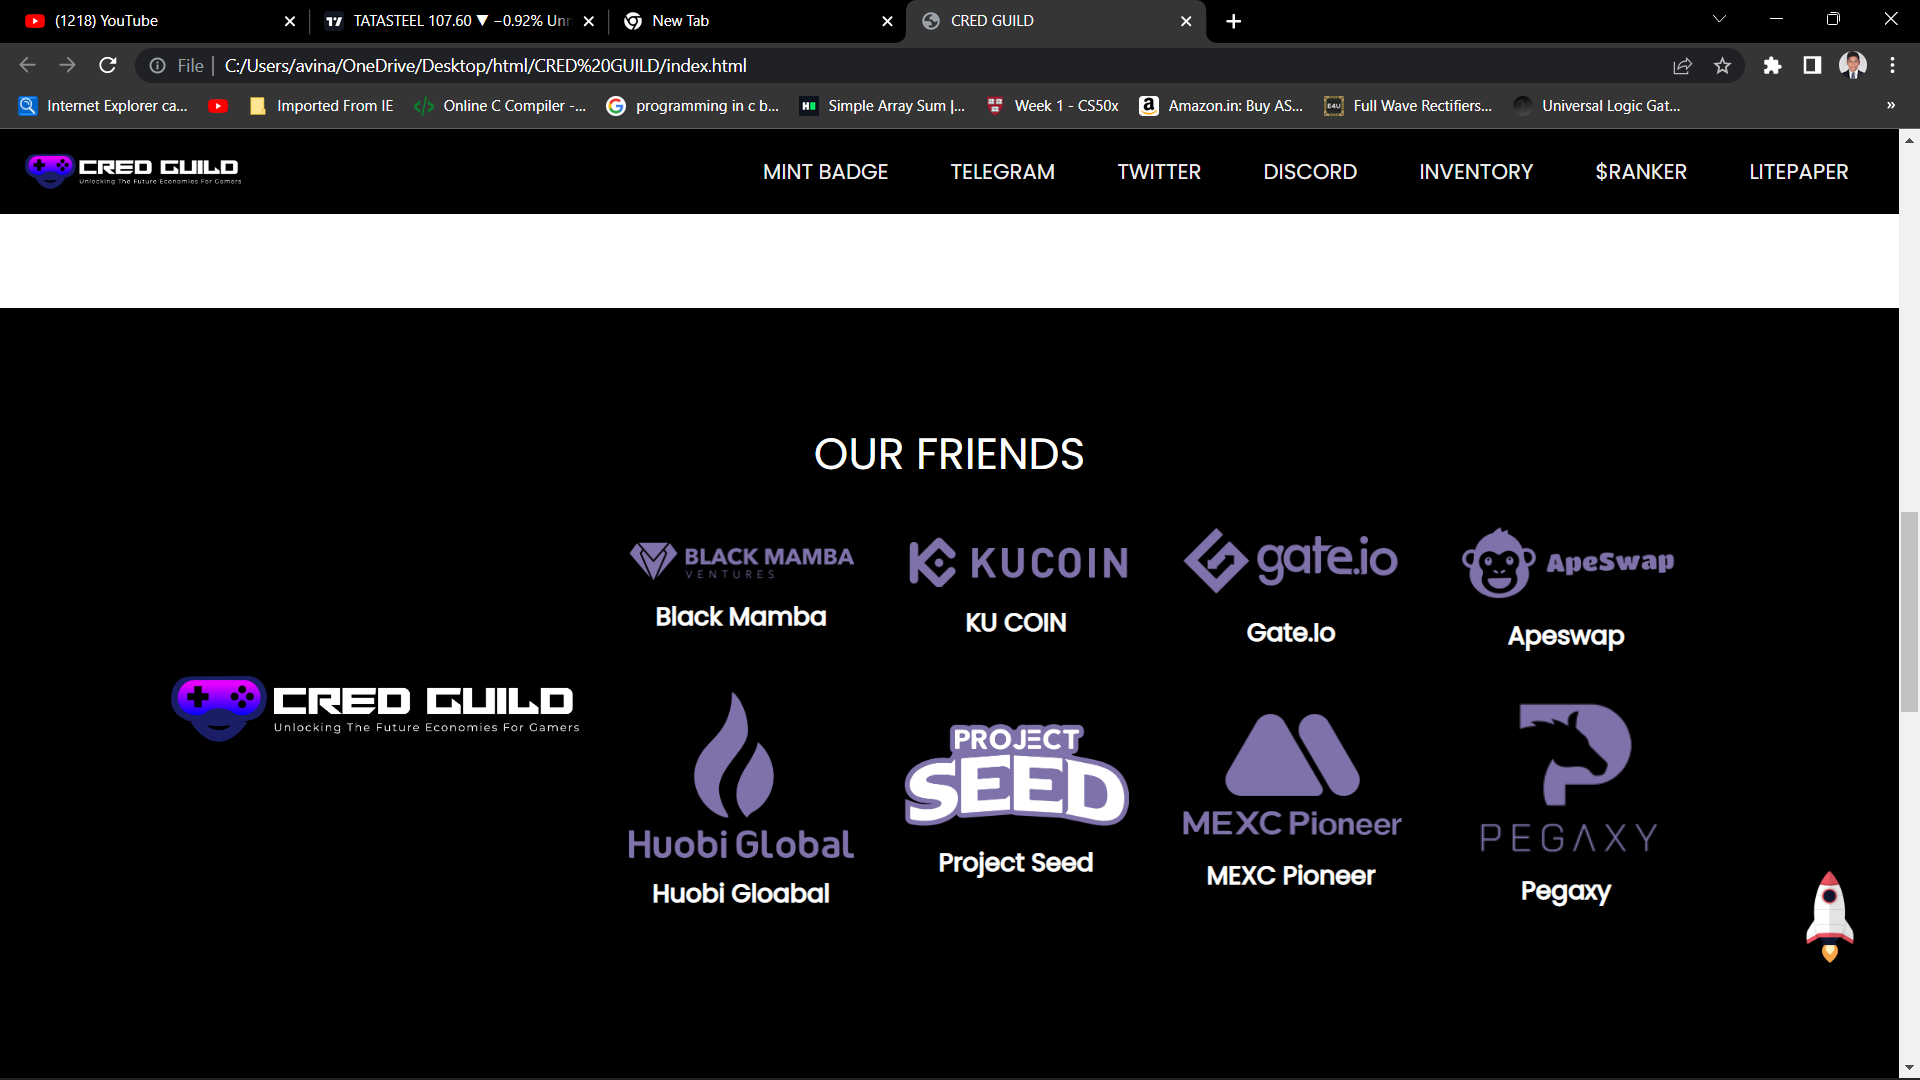 (1218) YouTube
TATASTEEL 107.60 ▼ −0.92% Unn
New Tab
CRED GUILD
File | C:/Users/avina/OneDrive/Desktop/html/CRED%20GUILD/index.html
Internet Explorer ca...
Imported From IE
Online C Compiler -...
programming in c b...
Simple Array Sum |...
Week 1 - CS50x
Amazon.in: Buy AS...
Full Wave Rectifiers...
Universal Logic Gat...
»
CRED GUILD
Unlocking The Future Economies For Gamers
MINT BADGE
TELEGRAM
TWITTER
DISCORD
INVENTORY
$RANKER
LITEPAPER
OUR FRIENDS
CRED GUILD
Unlocking The Future Economies For Gamers
BLACK MAMBA
VENTURES
Black Mamba
KUCOIN
KU COIN
gate.io
Gate.Io
ApeSwap
Apeswap
Huobi Global
Huobi Gloabal
PROJECT
SEED
Project Seed
MEXC Pioneer
MEXC Pioneer
PEGAXY
Pegaxy